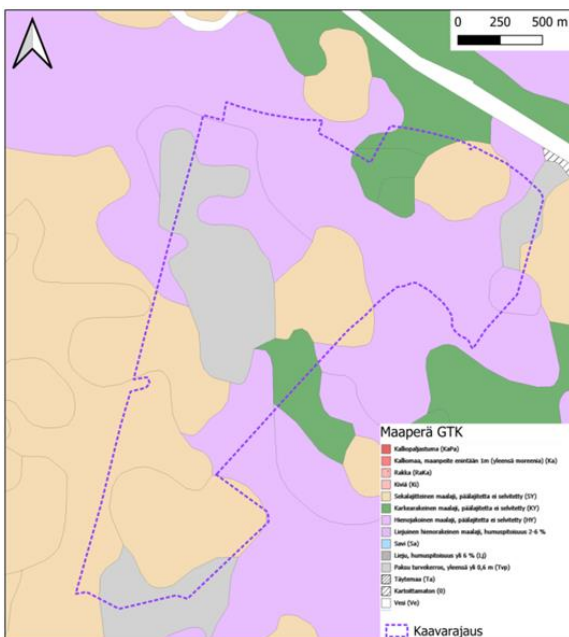 0 250 500 m
Maaperä GTK
Kalliopaljastuma (KaPa)
Kalliomaa, maanpeite enintään 1m (yleensä moreenia) (Ka)
Rakka (RaKa)
Kiviä (Ki)
Sekalajitteinen maalaji, päälajitetta ei selvitetty (SY)
Karkearakeinen maalaji, päälajitetta ei selvitetty (KY)
Hienojakoinen maalaji, päälajitetta ei selvitetty (HY)
Liejuinen hienorakeinen maalaji, humuspitoisuus 2-6 %
Savi (Sa)
Lieju, humuspitoisuus yli 6 % (Lj)
Paksu turvekerros, yleensä yli 0,6 m (Tvp)
Täytemaa (Ta)
Kartoittamaton (0)
Vesi (Ve)
Kaavarajaus